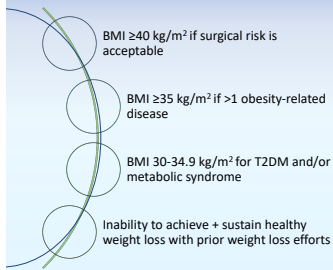 BMI ≥40 kg/m² if surgical risk is
acceptable
BMI ≥35 kg/m² if >1 obesity-related
disease
BMI 30-34.9 kg/m² for T2DM and/or
metabolic syndrome
Inability to achieve + sustain healthy
weight loss with prior weight loss efforts